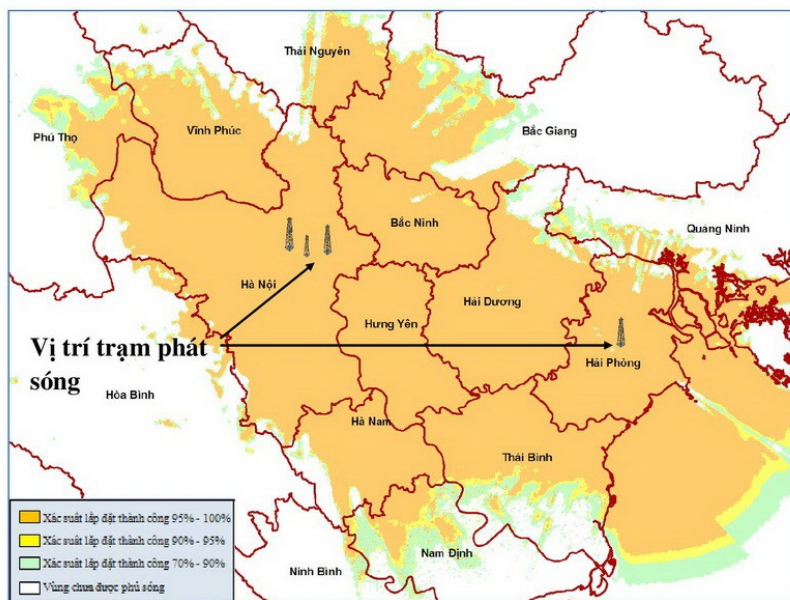 Thái Nguyên
Phú Thọ
Vĩnh Phúc
Bắc Giang
Bắc Ninh
Quảng Ninh
Hà Nội
Hưng Yên
Hải Dương
Vị trí trạm phát
sóng
Hải Phòng
Hòa Bình
Hà Nam
Thái Bình
Nam Định
Ninh Bình
Xác suất lắp đặt thành công 95% - 100%
Xác suất lắp đặt thành công 90% - 95%
Xác suất lắp đặt thành công 70% - 90%
Vùng chưa được phủ sóng